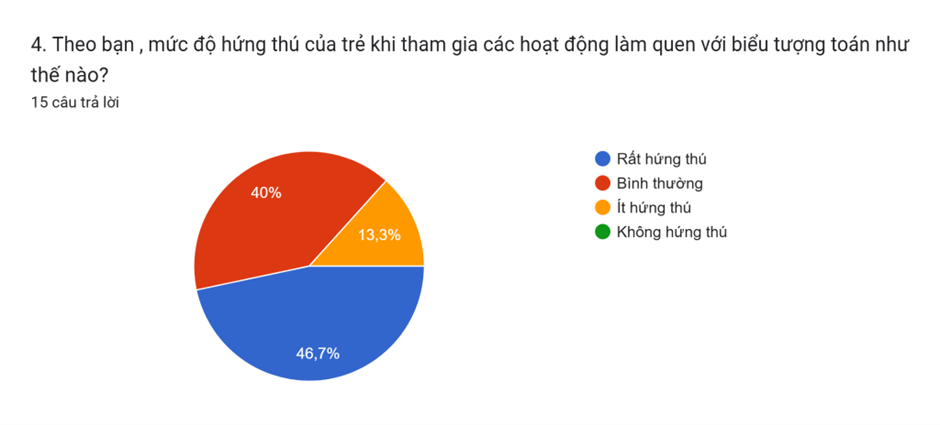 4. Theo bạn , mức độ hứng thú của trẻ khi tham gia các hoạt động làm quen với biểu tượng toán như
thế nào?
15 câu trả lời
Rất hứng thú
Bình thường
Ít hứng thú
Không hứng thú
40%
13,3%
46,7%